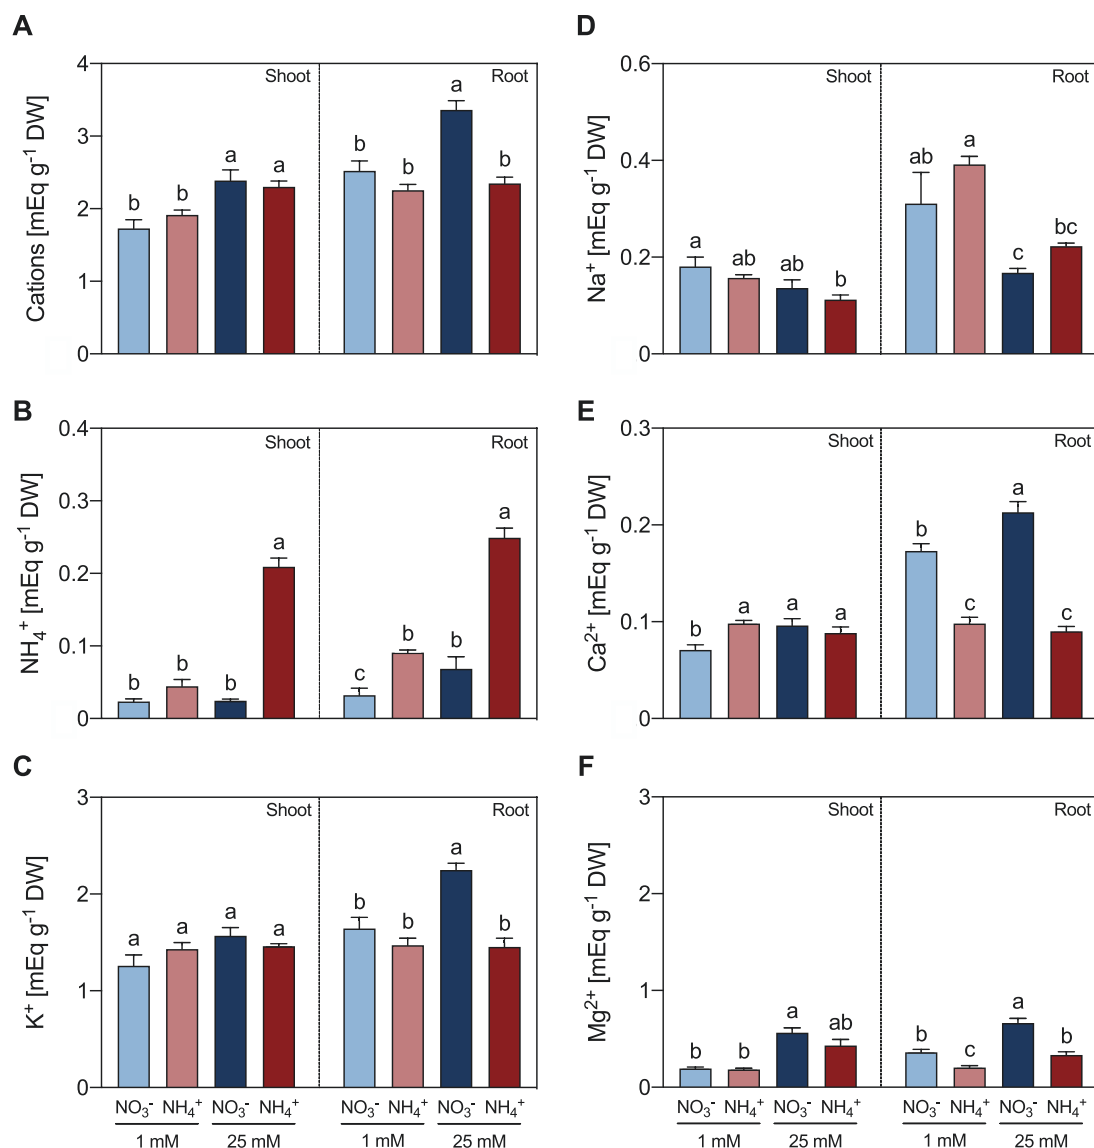 A
Cations [mEq g⁻¹ DW]
4
3
2
1
0
Shoot
Root
b
b
a
a
b
b
a
b
D
Na⁺ [mEq g⁻¹ DW]
0.6
0.4
0.2
0
Shoot
Root
a
ab
ab
b
ab
a
c
bc
B
NH₄⁺ [mEq g⁻¹ DW]
0.4
0.3
0.2
0.1
0
Shoot
Root
b
b
b
a
c
b
b
a
E
Ca²⁺ [mEq g⁻¹ DW]
0.3
0.2
0.1
0
Shoot
Root
b
a
a
a
b
c
a
c
C
K⁺ [mEq g⁻¹ DW]
3
2
1
0
Shoot
Root
a
a
a
a
b
b
a
b
NO₃⁻ NH₄⁺ NO₃⁻ NH₄⁺ NO₃⁻ NH₄⁺ NO₃⁻ NH₄⁺
1 mM 25 mM 1 mM 25 mM
F
Mg²⁺ [mEq g⁻¹ DW]
3
2
1
0
Shoot
Root
b
b
a
ab
b
c
a
b
NO₃⁻ NH₄⁺ NO₃⁻ NH₄⁺ NO₃⁻ NH₄⁺ NO₃⁻ NH₄⁺
1 mM 25 mM 1 mM 25 mM